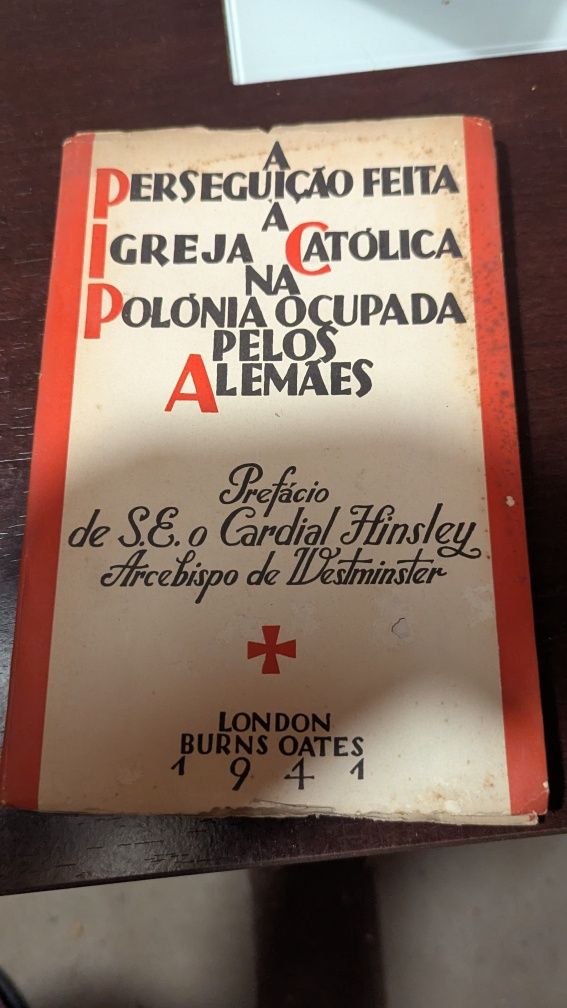 A
PERSEGUIÇÃO FEITA
À
IGREJA CATÓLICA
NA
POLÓNIA OCUPADA
PELOS
ALEMÃES
Prefácio
de S.E. o Cardial Hinsley
Arcebispo de Westminster
LONDON
BURNS OATES
1941